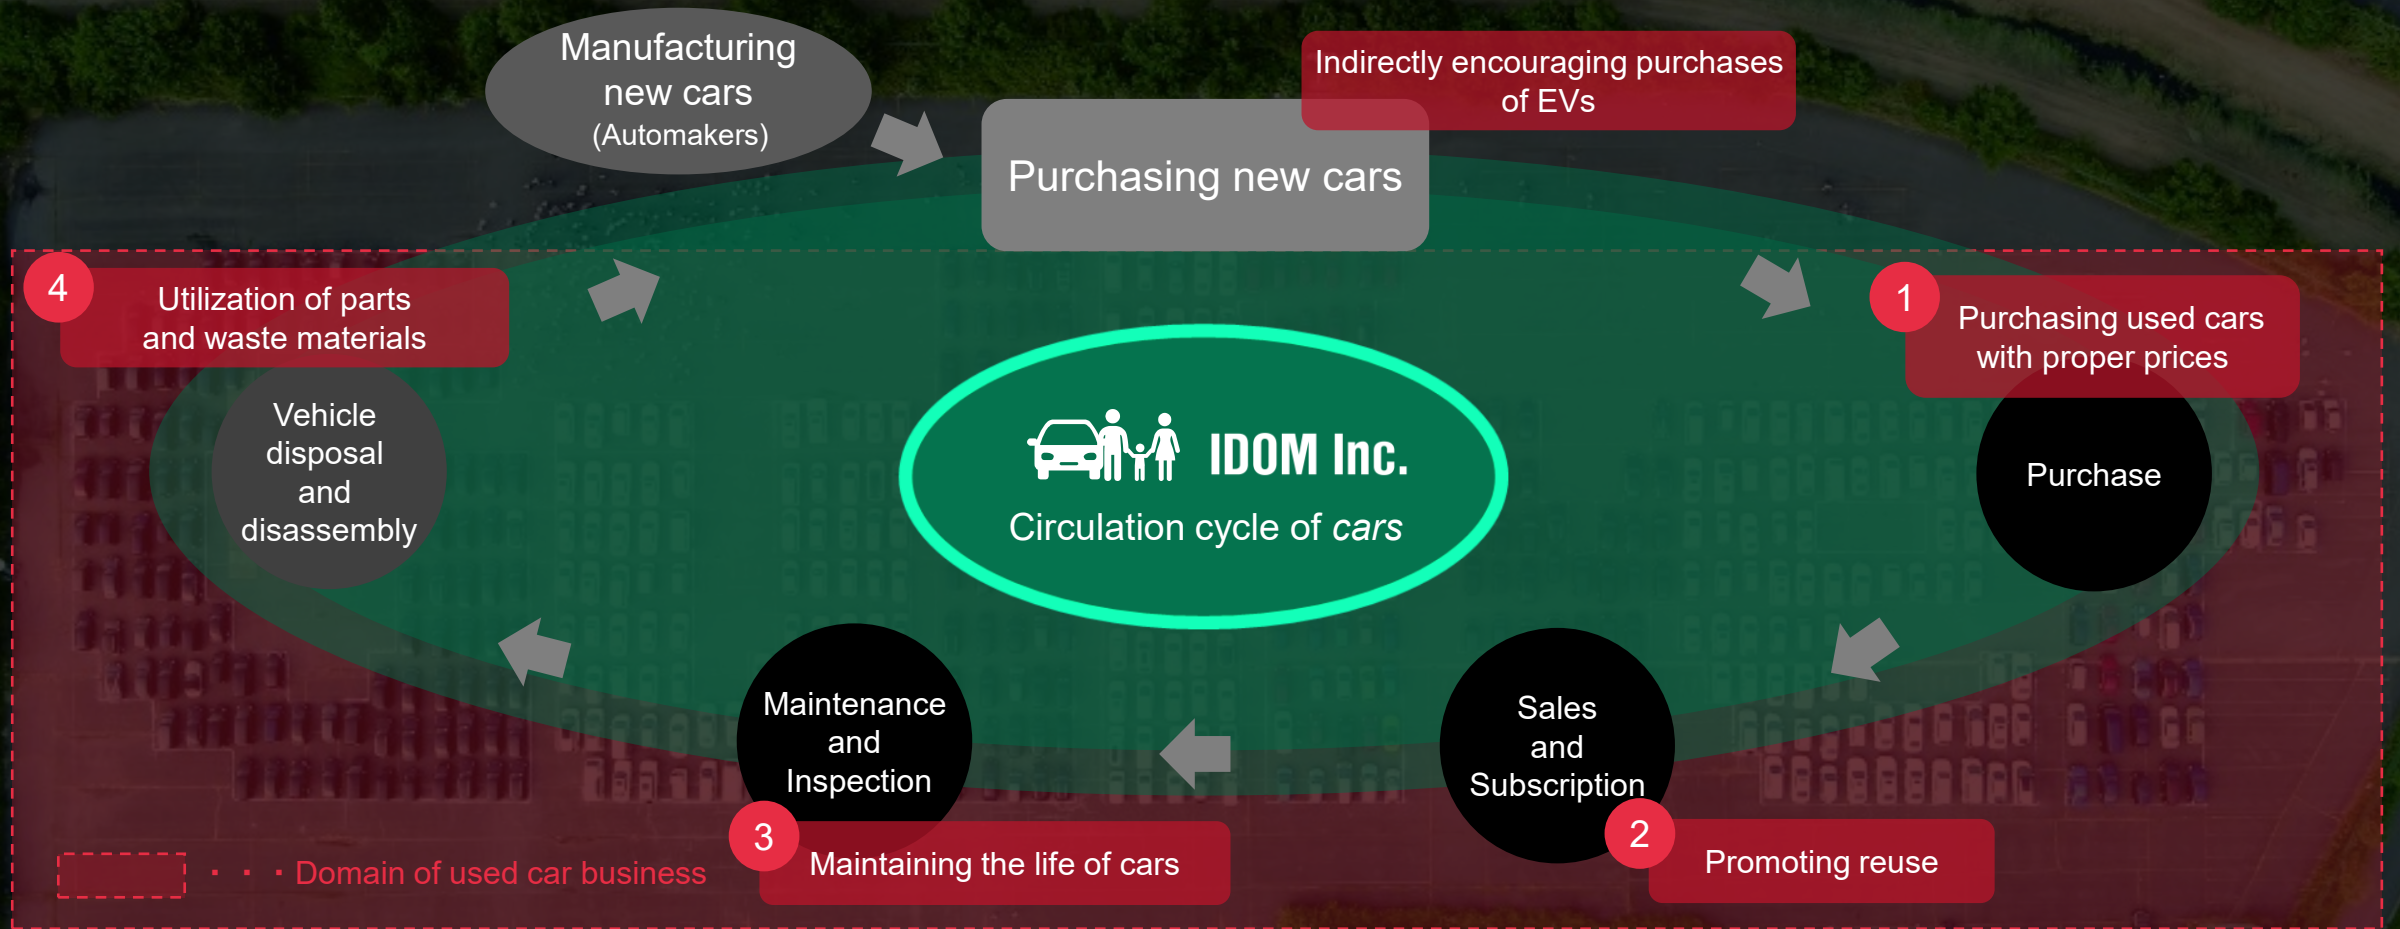 Manufacturing
new cars
(Automakers)
Indirectly encouraging purchases
of EVs
Purchasing new cars
4
Utilization of parts
and waste materials
1
Purchasing used cars
with proper prices
Vehicle
disposal
and
disassembly
IDOM Inc.
Circulation cycle of cars
Purchase
Maintenance
and
Inspection
Sales
and
Subscription
3
Maintaining the life of cars
2
Promoting reuse
· · · Domain of used car business